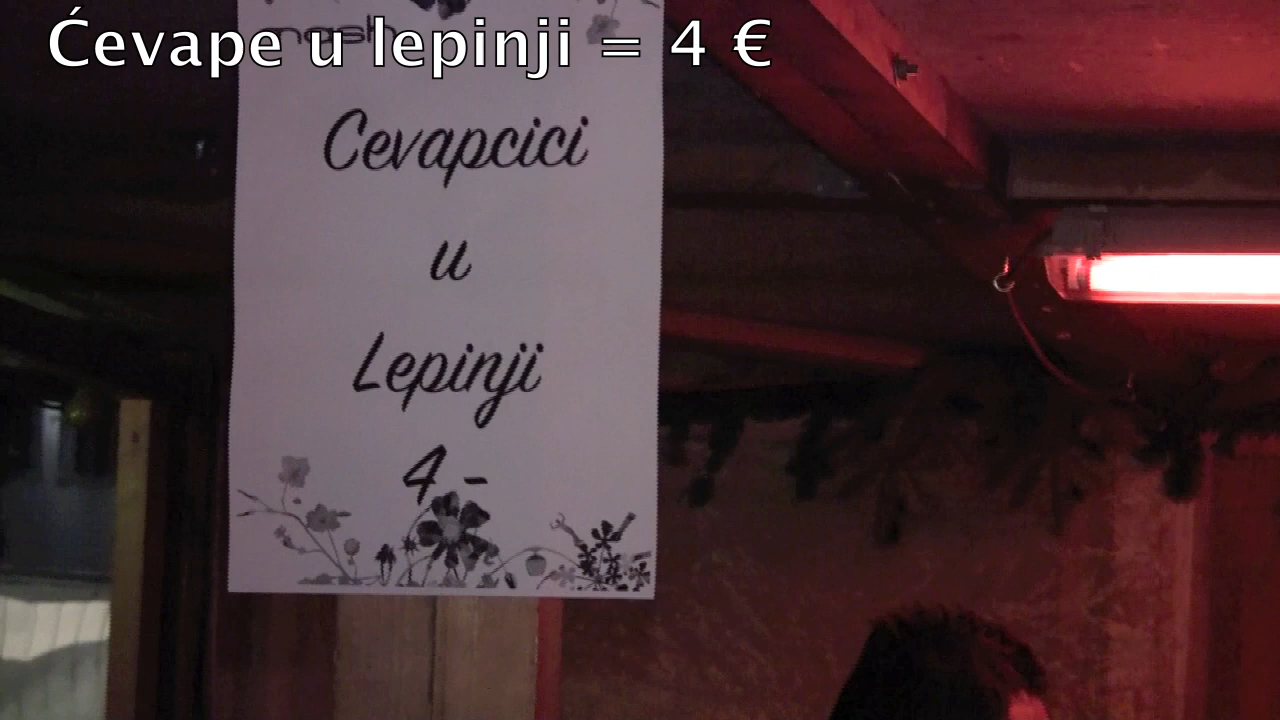 Ćevape u lepinji = 4 €
Cevapcici
u
Lepinji
4 -